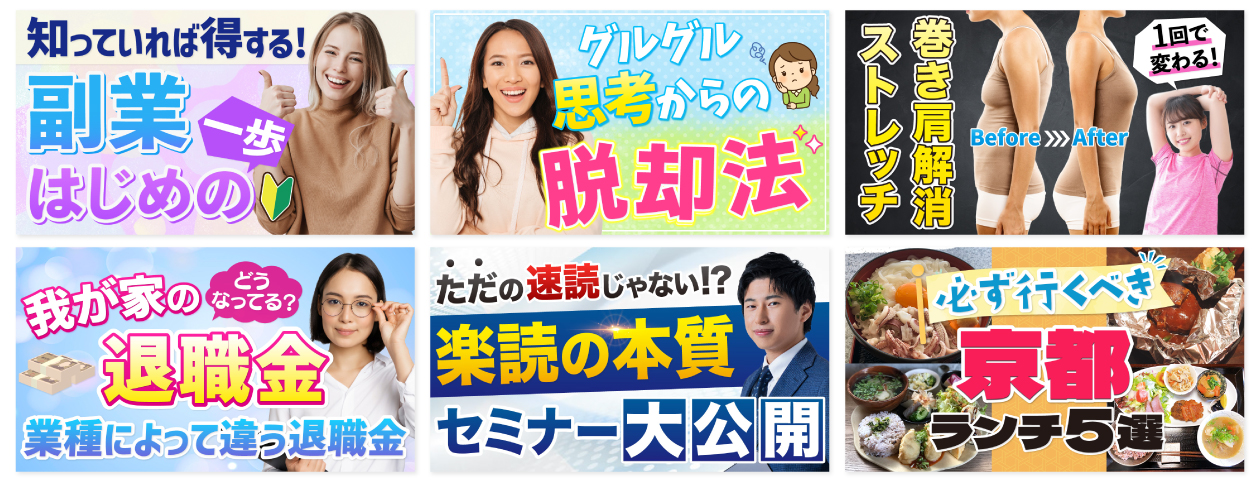 知っていれば得する!
副業
一歩
はじめの
グルグル
思考からの
脱却法
巻き肩解消
ストレッチ
1回で
変わる!
Before
After
我が家の
どう
なってる?
退職金
業種によって違う退職金
ただの速読じゃない!?
楽読の本質
セミナー大公開
必ず行くべき
京都
ランチ5選